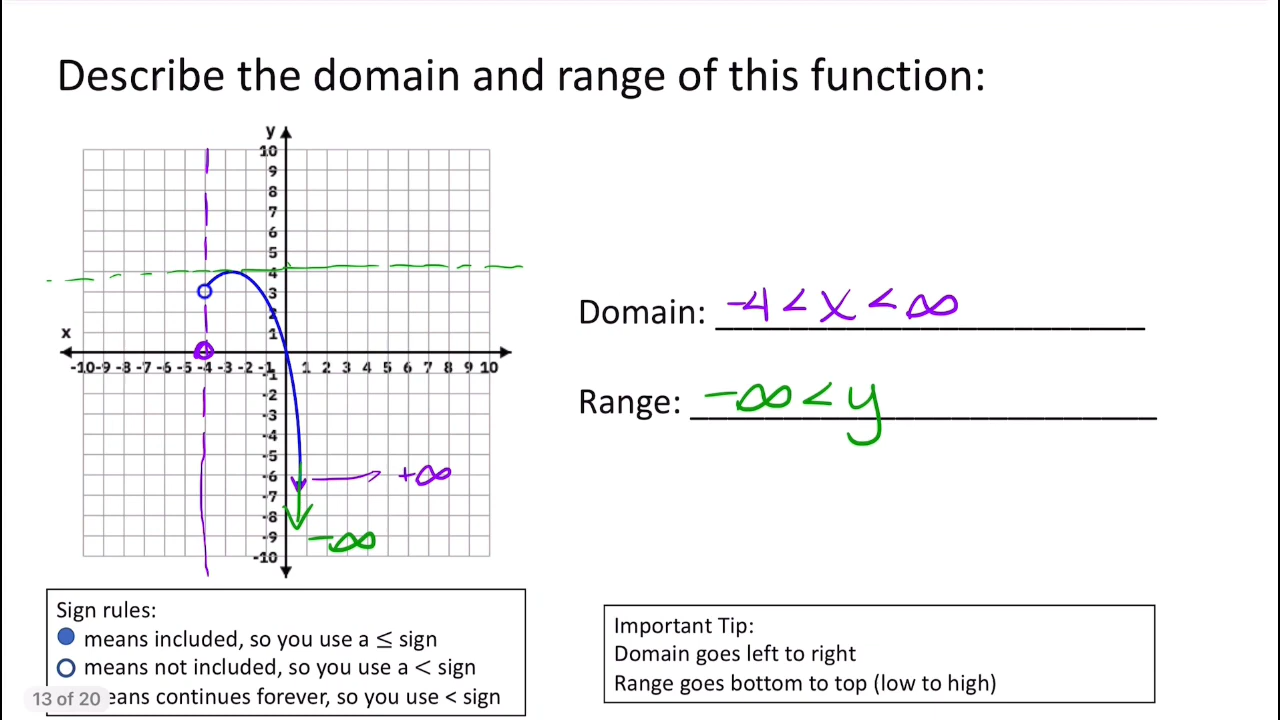 Describe the domain and range of this function:
y
10
9
8
7
6
5
4
3
2
1
x
-10 -9 -8 -7 -6 -5 -4 -3 -2 -1 1 2 3 4 5 6 7 8 9 10
-1
-2
-3
-4
-5
-6
-7
-8
-9
-10
+∞
-∞
Domain: -4 < x < ∞
Range: -∞ < y
Sign rules:
means included, so you use a ≤ sign
means not included, so you use a < sign
means continues forever, so you use < sign
13 of 20
Important Tip:
Domain goes left to right
Range goes bottom to top (low to high)